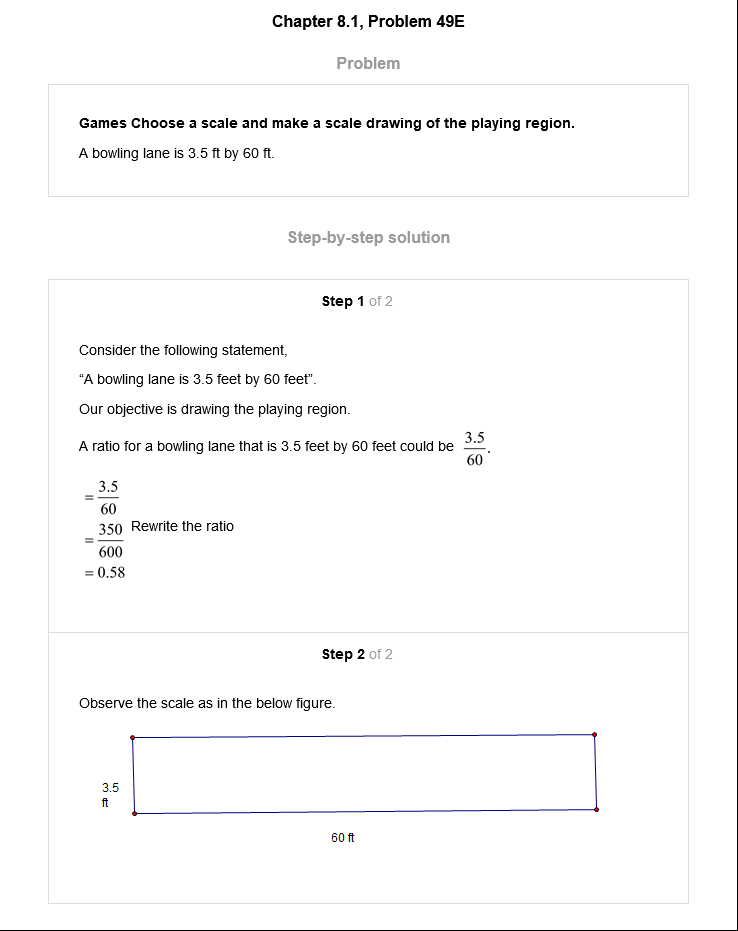 Chapter 8.1, Problem 49E
Problem
Games Choose a scale and make a scale drawing of the playing region.
A bowling lane is 3.5 ft by 60 ft.
Step-by-step solution
Step 1 of 2
Consider the following statement,
“A bowling lane is 3.5 feet by 60 feet”.
Our objective is drawing the playing region.
A ratio for a bowling lane that is 3.5 feet by 60 feet could be 3.5/60.
= 3.5/60
= 350/600 Rewrite the ratio
= 0.58
Step 2 of 2
Observe the scale as in the below figure.
3.5
ft
60 ft